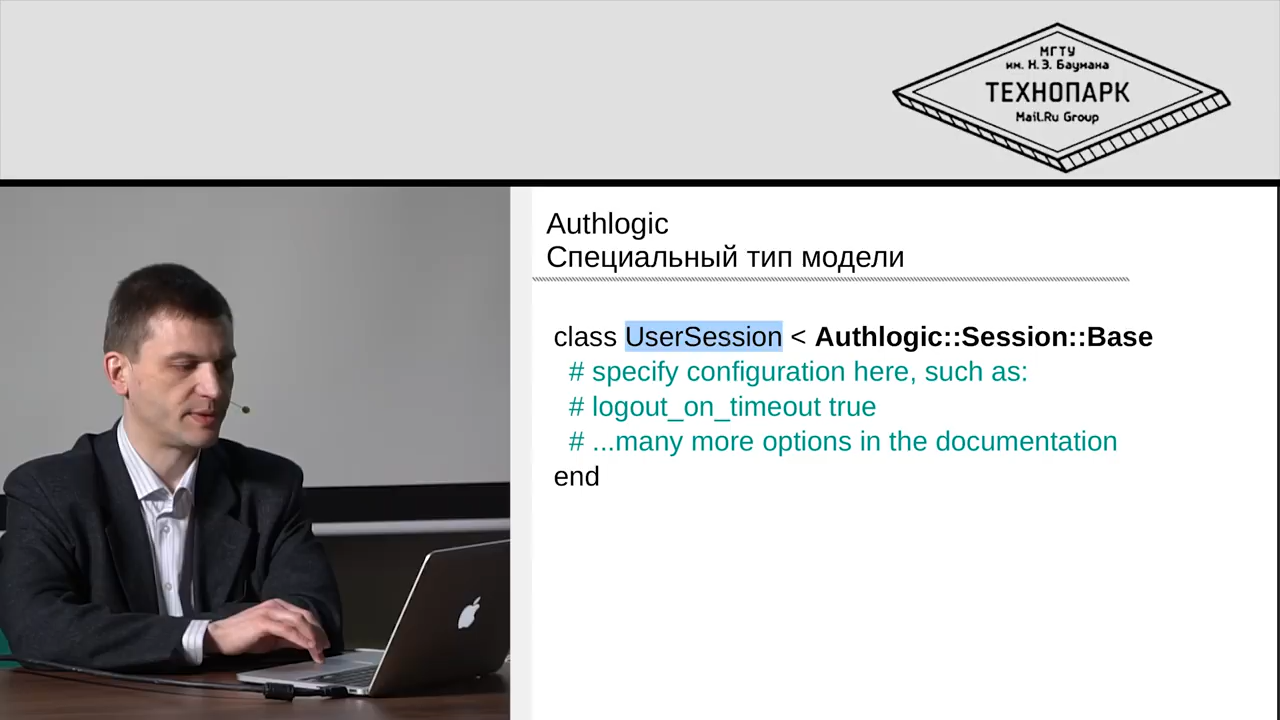 МГТУ
им. Н.Э. Баумана
ТЕХНОПАРК
Mail.Ru Group
Authlogic
Специальный тип модели
class UserSession < Authlogic::Session::Base
# specify configuration here, such as:
# logout_on_timeout true
# ...many more options in the documentation
end